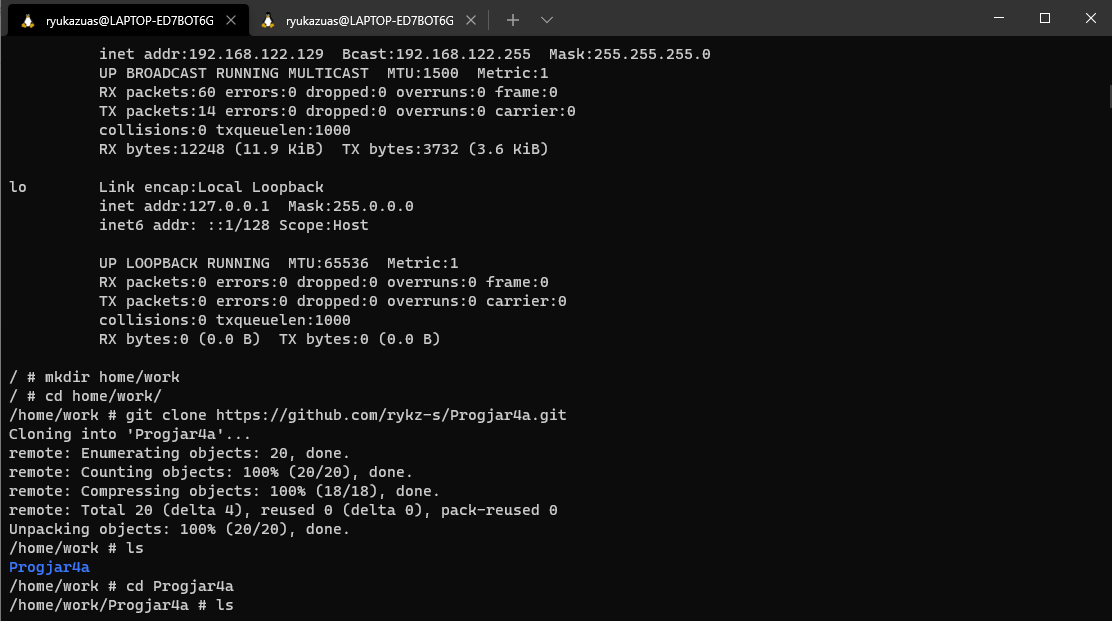 ryukazuas@LAPTOP-ED7BOT6G
ryukazuas@LAPTOP-ED7BOT6G
inet addr:192.168.122.129  Bcast:192.168.122.255  Mask:255.255.255.0
UP BROADCAST RUNNING MULTICAST  MTU:1500  Metric:1
RX packets:60 errors:0 dropped:0 overruns:0 frame:0
TX packets:14 errors:0 dropped:0 overruns:0 carrier:0
collisions:0 txqueuelen:1000
RX bytes:12248 (11.9 KiB)  TX bytes:3732 (3.6 KiB)
lo        Link encap:Local Loopback
inet addr:127.0.0.1  Mask:255.0.0.0
inet6 addr: ::1/128 Scope:Host
UP LOOPBACK RUNNING  MTU:65536  Metric:1
RX packets:0 errors:0 dropped:0 overruns:0 frame:0
TX packets:0 errors:0 dropped:0 overruns:0 carrier:0
collisions:0 txqueuelen:1000
RX bytes:0 (0.0 B)  TX bytes:0 (0.0 B)
/ # mkdir home/work
/ # cd home/work/
/home/work # git clone https://github.com/rykz-s/Progjar4a.git
Cloning into 'Progjar4a'...
remote: Enumerating objects: 20, done.
remote: Counting objects: 100% (20/20), done.
remote: Compressing objects: 100% (18/18), done.
remote: Total 20 (delta 4), reused 0 (delta 0), pack-reused 0
Unpacking objects: 100% (20/20), done.
/home/work # ls
Progjar4a
/home/work # cd Progjar4a
/home/work/Progjar4a # ls